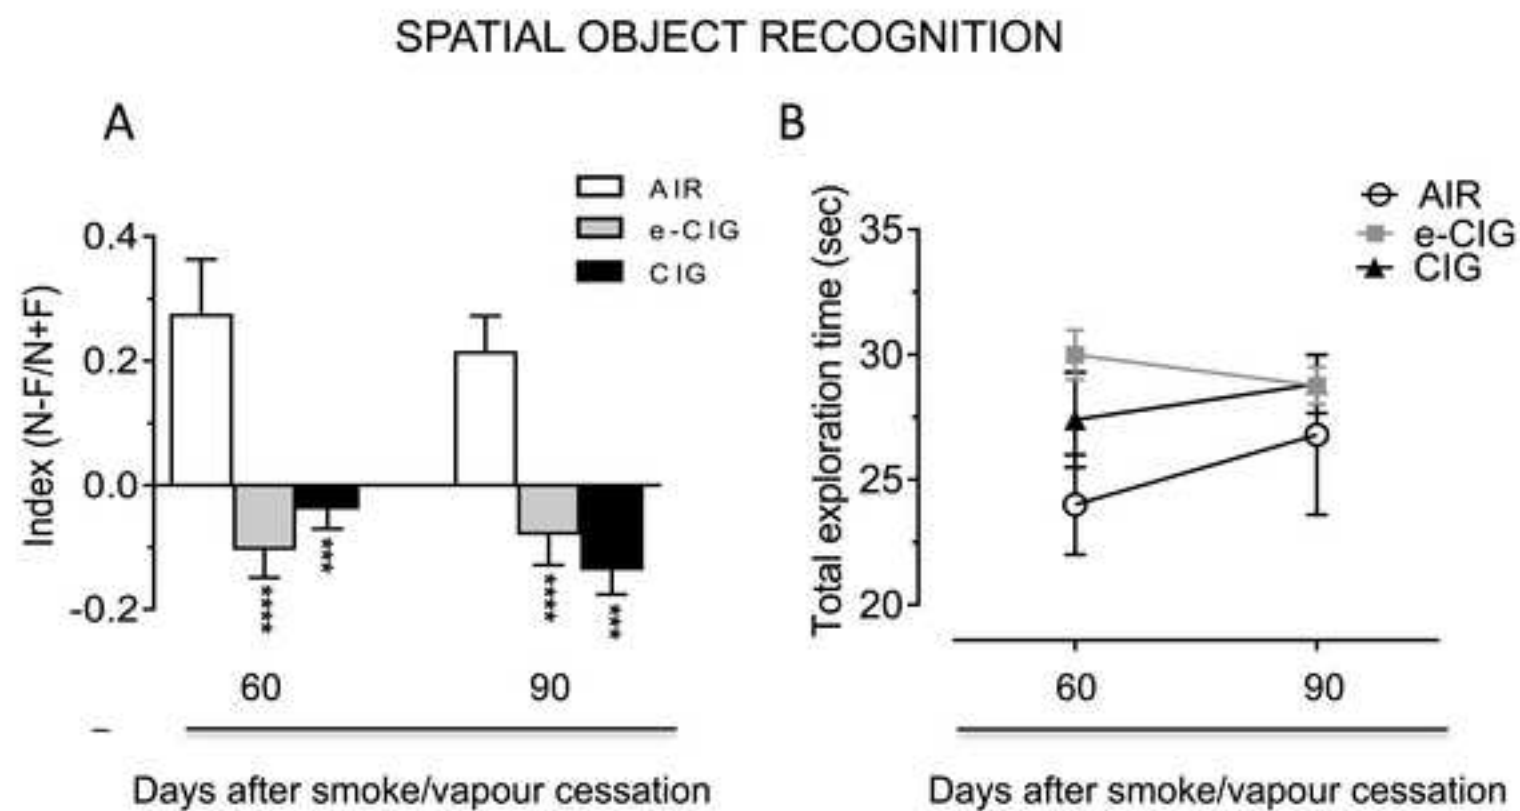 SPATIAL OBJECT RECOGNITION
A
AIR
e-CIG
CIG
Index (N-F/N+F)
0.4
0.2
0.0
-0.2
****
***
****
***
60 90
Days after smoke/vapour cessation
B
AIR
e-CIG
CIG
Total exploration time (sec)
35
30
25
20
60 90
Days after smoke/vapour cessation